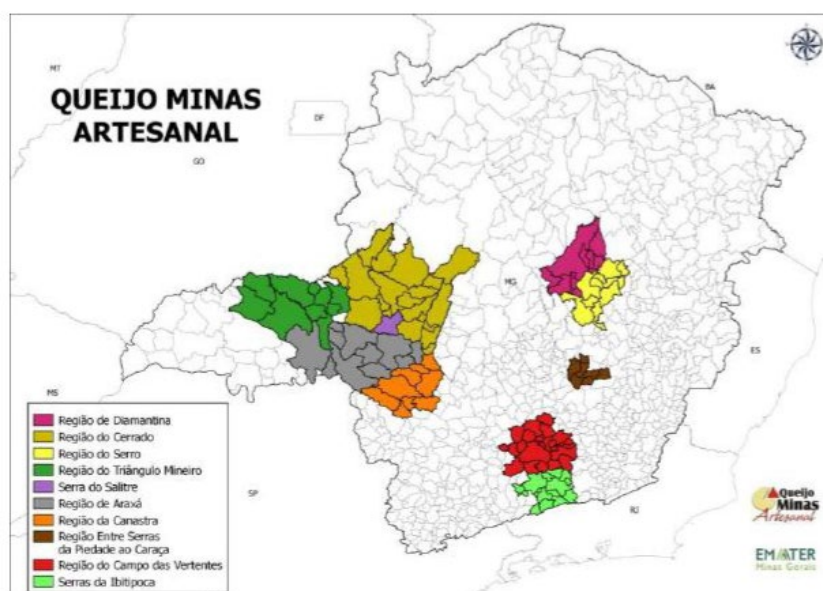 MT
BA
QUEIJO MINAS
ARTESANAL
DF
GO
MG
ES
MS
SP
RJ
Região de Diamantina
Região do Cerrado
Região do Serro
Região do Triângulo Mineiro
Serra do Salitre
Região de Araxá
Região da Canastra
Região Entre Serras
da Piedade ao Caraça
Região do Campo das Vertentes
Serras da Ibitipoca
Queijo
Minas
Artesanal
EMATER
Minas Gerais